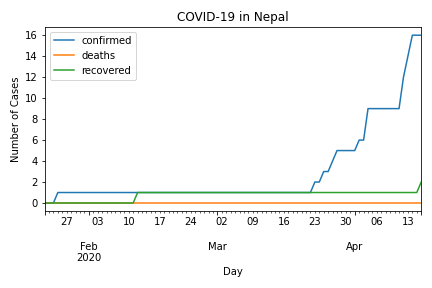 COVID-19 in Nepal
confirmed
deaths
recovered
Number of Cases
16
14
12
10
8
6
4
2
0
27 03 10 17 24 02 09 16 23 30 06 13
Feb Mar Apr
2020
Day